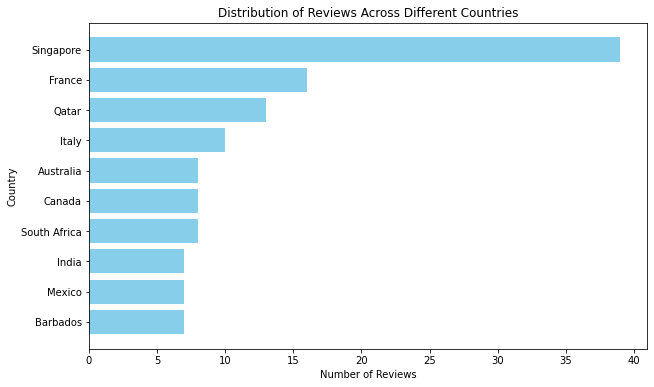 Distribution of Reviews Across Different Countries
Country
Singapore
France
Qatar
Italy
Australia
Canada
South Africa
India
Mexico
Barbados
0 5 10 15 20 25 30 35 40
Number of Reviews